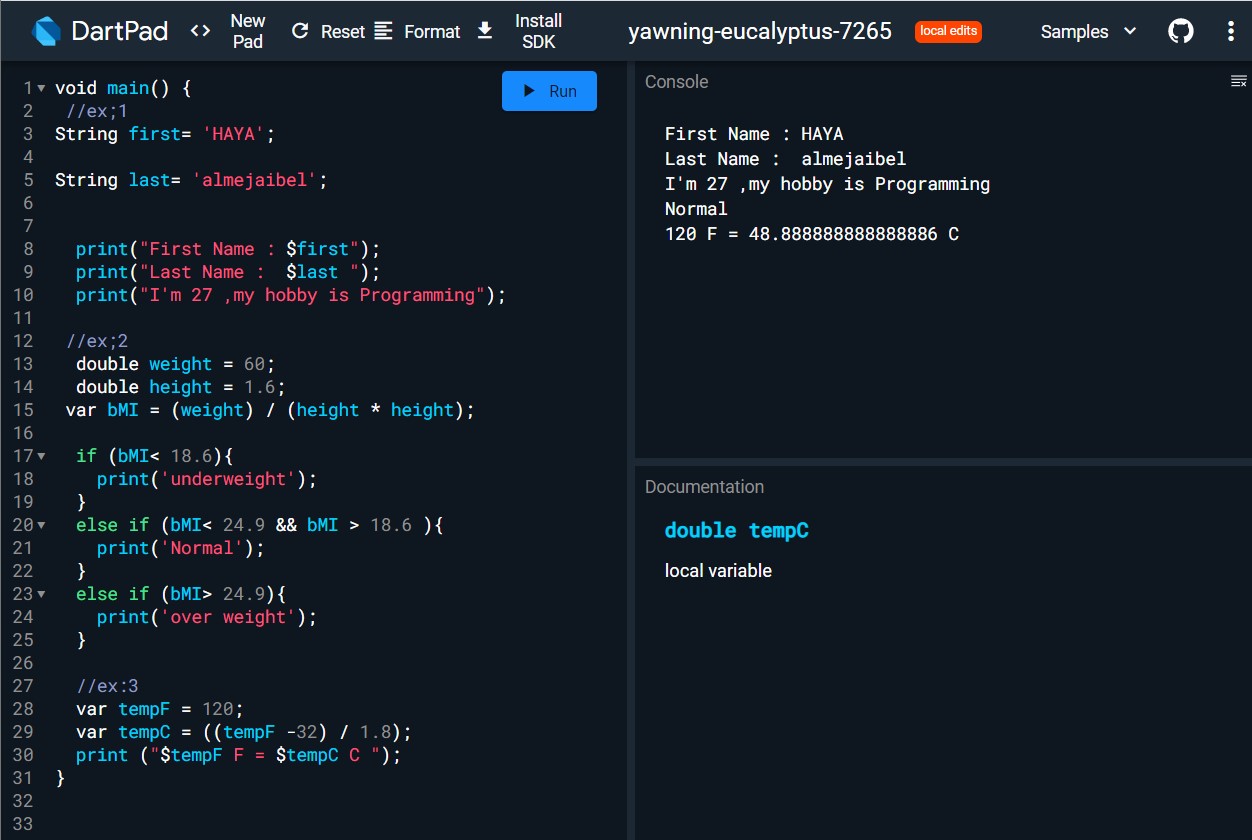 DartPad
<> New Pad
Reset
Format
Install SDK
yawning-eucalyptus-7265
local edits
Samples
Run
1 void main() {
2  //ex;1
3 String first= 'HAYA';
4
5 String last= 'almejaibel';
6
7
8   print("First Name : $first");
9   print("Last Name :  $last ");
10   print("I'm 27 ,my hobby is Programming");
11
12  //ex;2
13   double weight = 60;
14   double height = 1.6;
15  var bMI = (weight) / (height * height);
16
17   if (bMI< 18.6){
18     print('underweight');
19   }
20   else if (bMI< 24.9 && bMI > 18.6 ){
21     print('Normal');
22   }
23   else if (bMI> 24.9){
24     print('over weight');
25   }
26
27   //ex:3
28   var tempF = 120;
29   var tempC = ((tempF -32) / 1.8);
30   print ("$tempF F = $tempC C ");
31 }
32
33
Console
First Name : HAYA
Last Name :  almejaibel
I'm 27 ,my hobby is Programming
Normal
120 F = 48.888888888888886 C
Documentation
double tempC
local variable